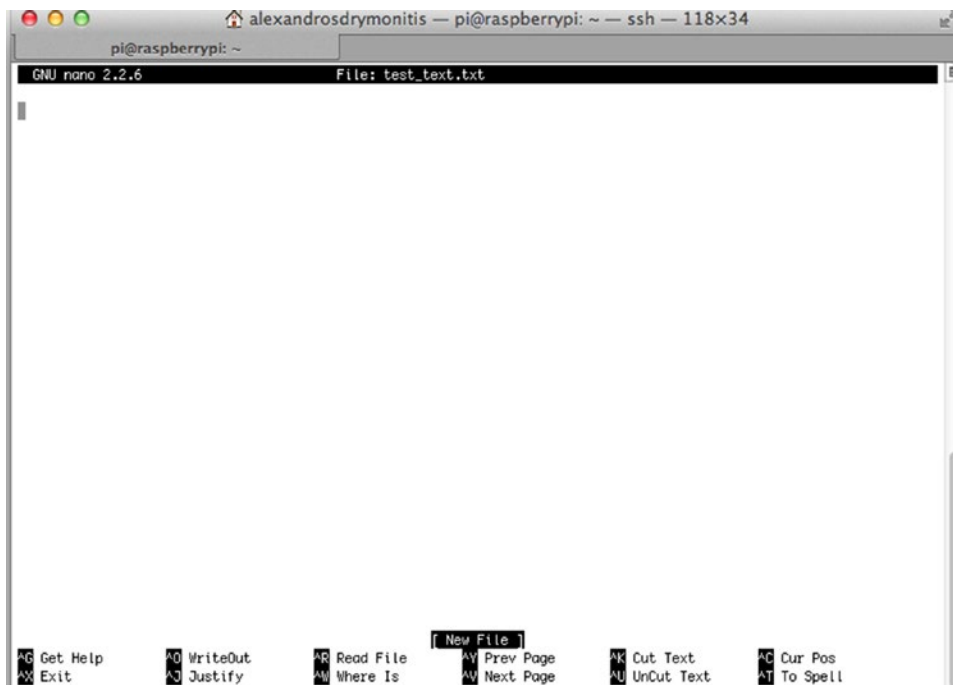 alexandrosdrymonitis — pi@raspberrypi: ~ — ssh — 118×34
pi@raspberrypi: ~
GNU nano 2.2.6 File: test_text.txt
[ New File ]
^G Get Help ^O WriteOut ^R Read File ^Y Prev Page ^K Cut Text ^C Cur Pos
^X Exit ^J Justify ^W Where Is ^V Next Page ^U UnCut Text ^T To Spell